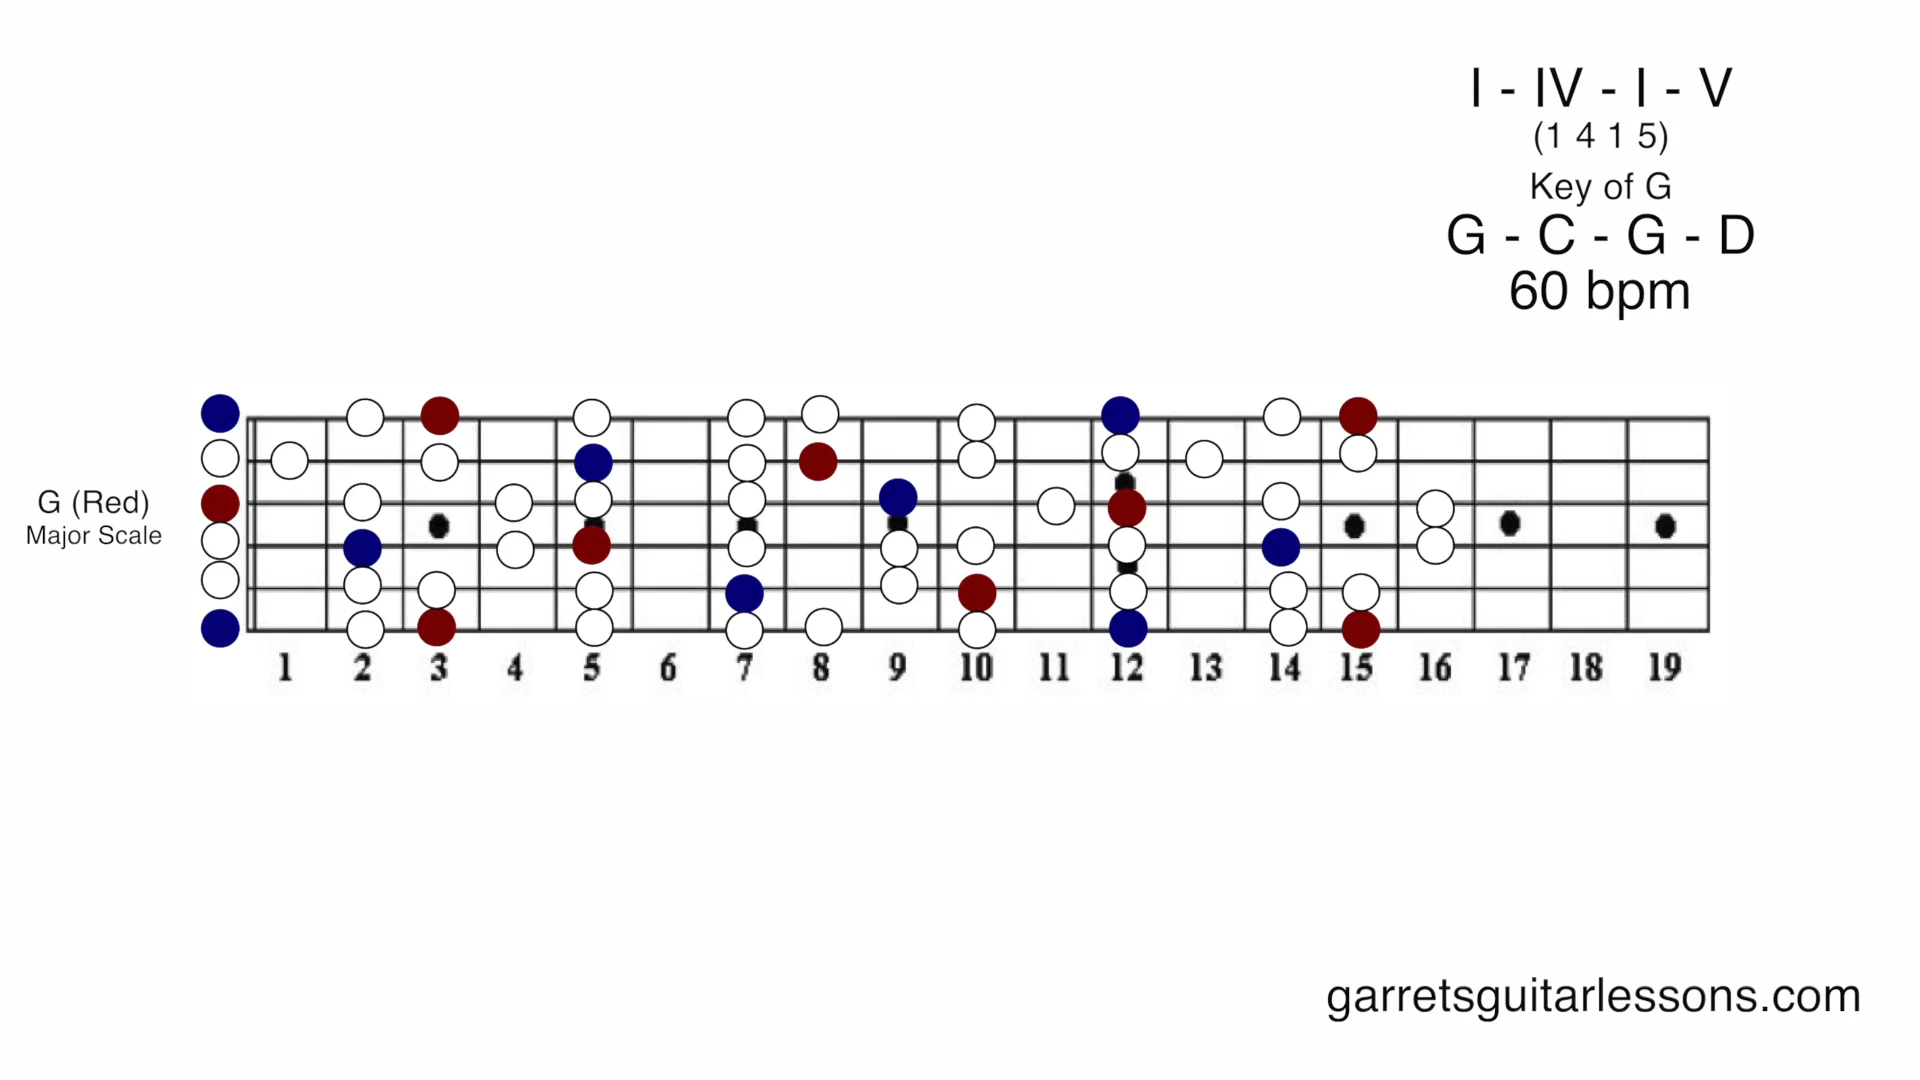 I - IV - I - V
(1 4 1 5)
Key of G
G - C - G - D
60 bpm
G (Red)
Major Scale
1 2 3 4 5 6 7 8 9 10 11 12 13 14 15 16 17 18 19
garretsguitarlessons.com